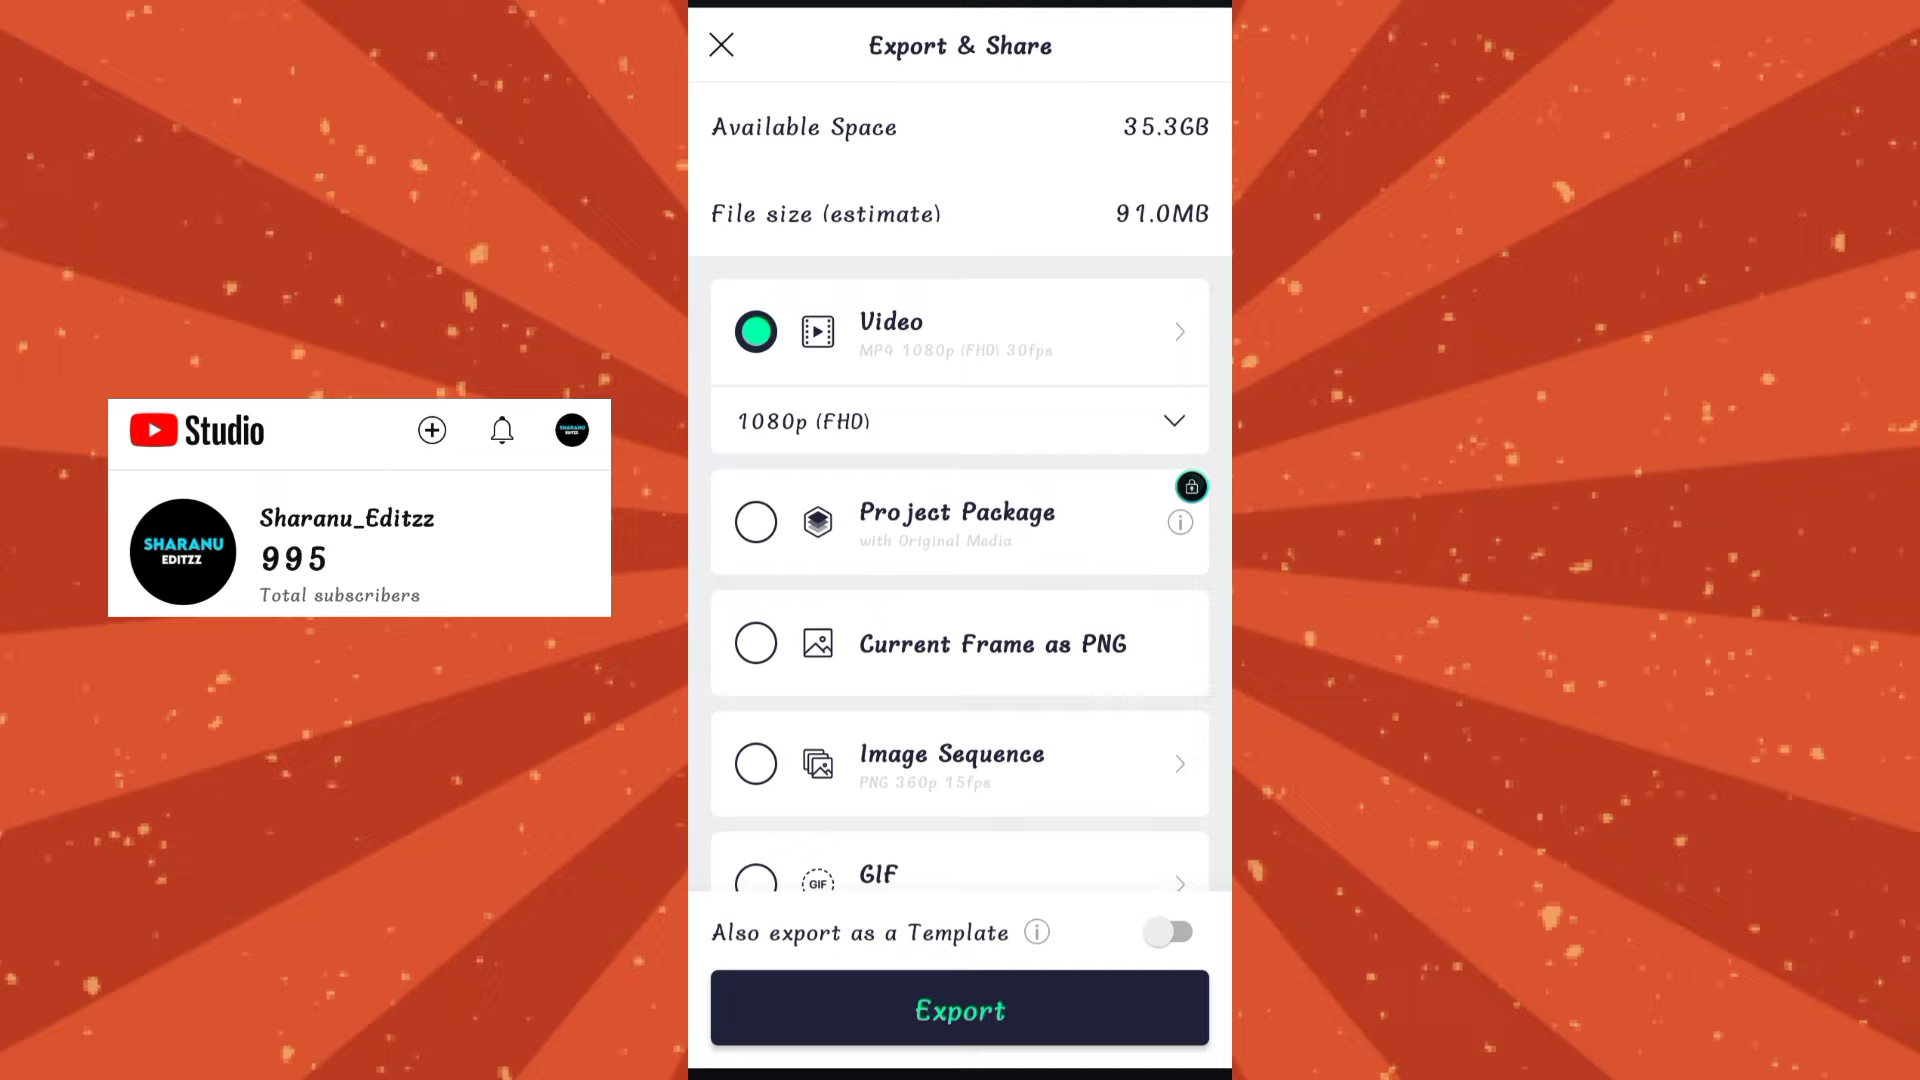 Studio
SHARANU
EDITZZ
Sharanu_Editzz
995
Total subscribers
SHARANU
EDITZZ
Export & Share
Available Space 35.3GB
File size (estimate) 91.0MB
Video
MP4 1080p (FHD) 30fps
1080p (FHD)
Project Package
with Original Media
Current Frame as PNG
Image Sequence
PNG 360p 15fps
GIF
GIF
Also export as a Template
Export